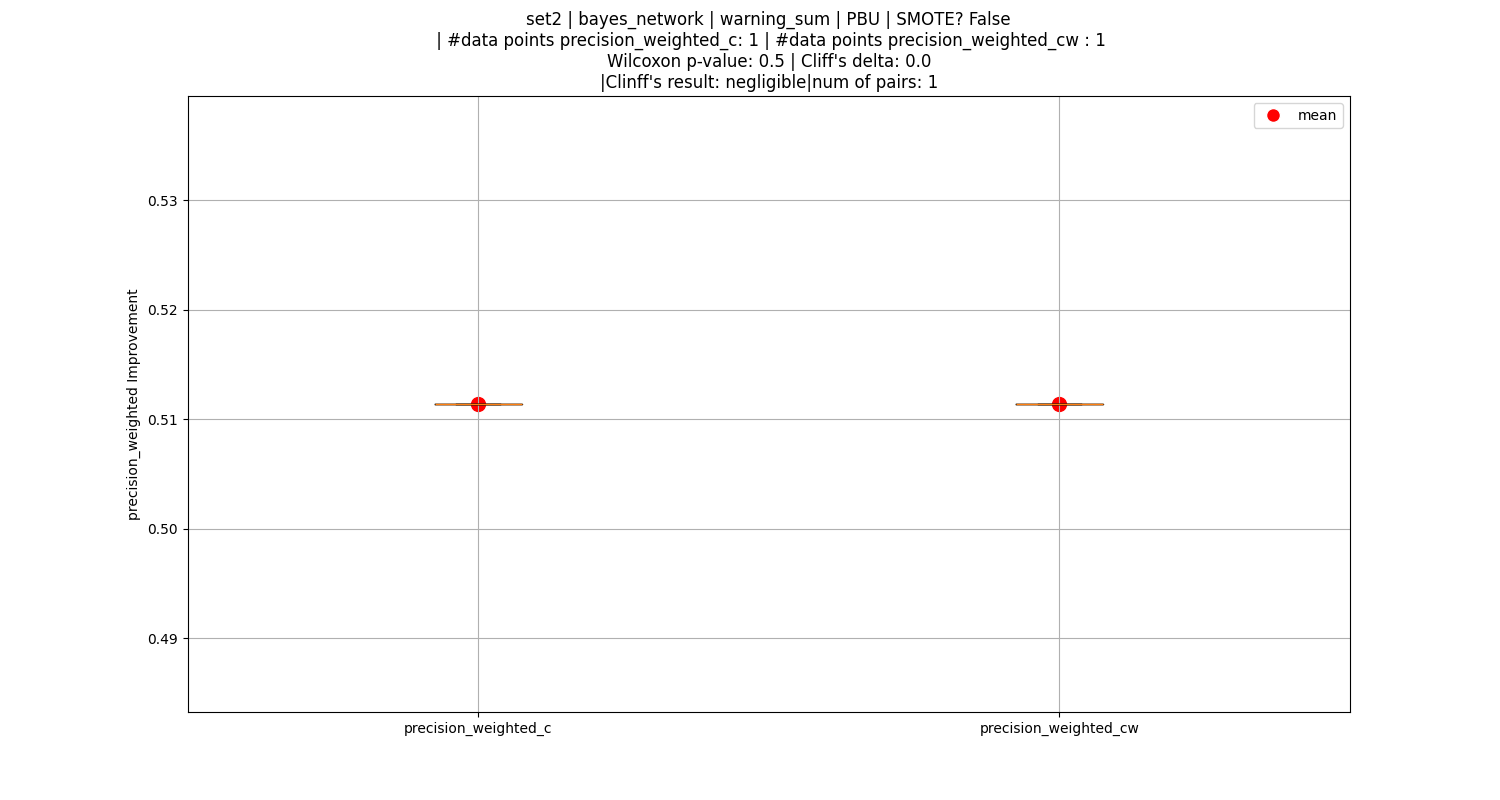 set2 | bayes_network | warning_sum | PBU | SMOTE? False
| #data points precision_weighted_c: 1 | #data points precision_weighted_cw : 1
Wilcoxon p-value: 0.5 | Cliff's delta: 0.0
|Clinff's result: negligible|num of pairs: 1
mean
0.53
0.52
0.51
0.50
0.49
precision_weighted Improvement
precision_weighted_c
precision_weighted_cw